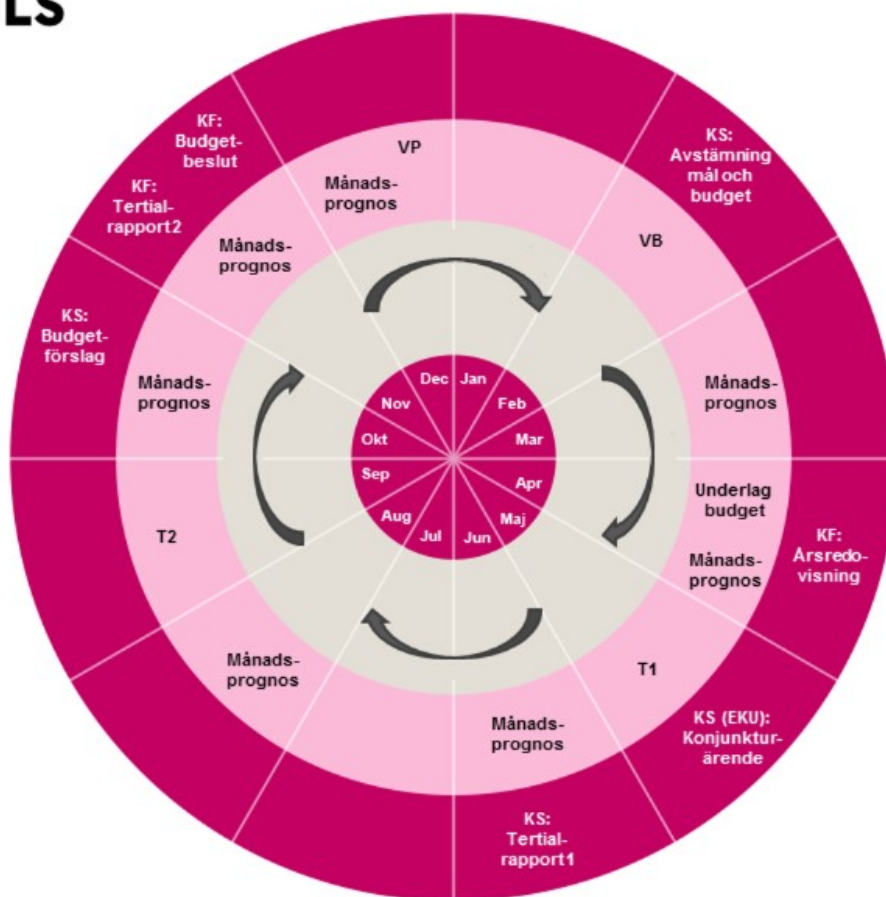 LS
KF:
Budget-
beslut
KF:
Tertial-
rapport2
KS:
Budget-
förslag
KS:
Avstämning
mål och
budget
KF:
Arsredo-
visning
KS (EKU):
Konjunktur-
ärende
KS:
Tertial-
rapport1
VP
Månads-
prognos
Månads-
prognos
Månads-
prognos
T2
Månads-
prognos
VB
Månads-
prognos
Underlag
budget
Månads-
prognos
T1
Månads-
prognos
Dec
Jan
Nov
Feb
Okt
Mar
Sep
Apr
Aug
Maj
Jul
Jun